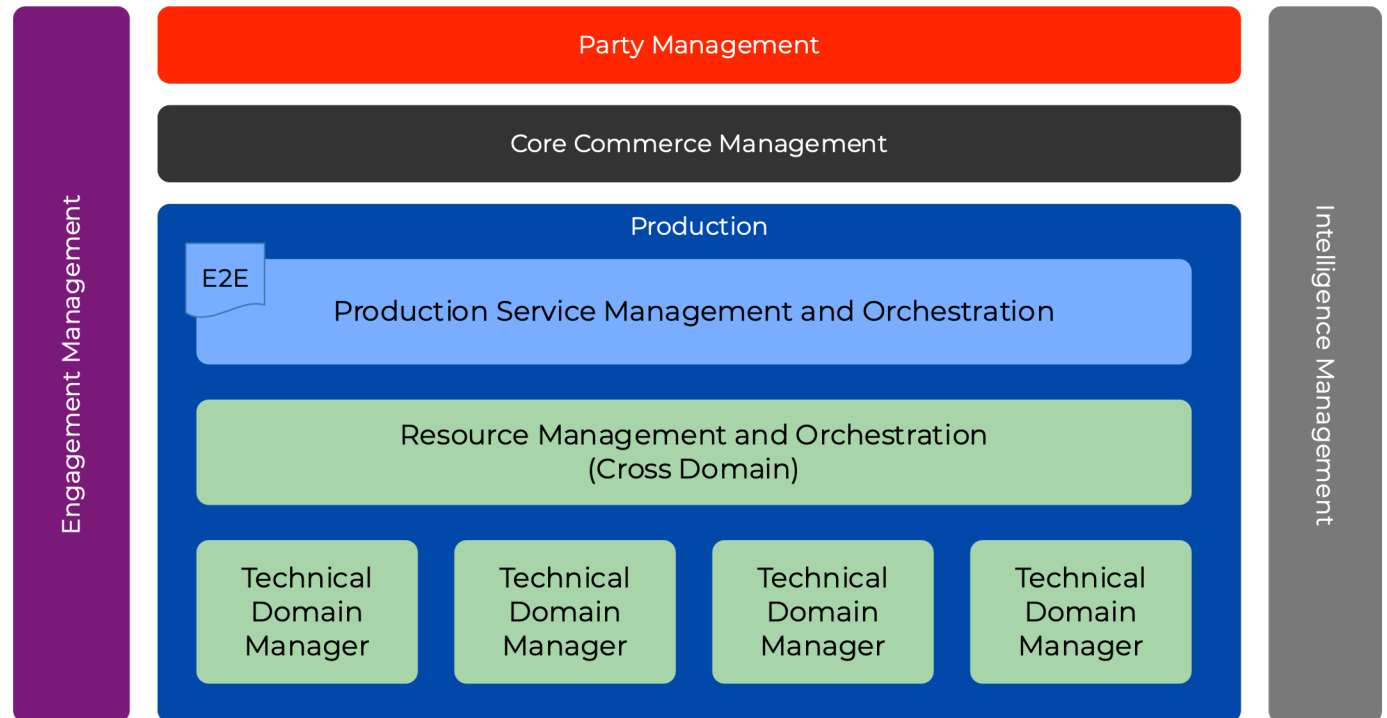 Engagement Management
Party Management
Core Commerce Management
Production
E2E
Production Service Management and Orchestration
Resource Management and Orchestration
(Cross Domain)
Technical
Domain
Manager
Technical
Domain
Manager
Technical
Domain
Manager
Technical
Domain
Manager
Intelligence Management